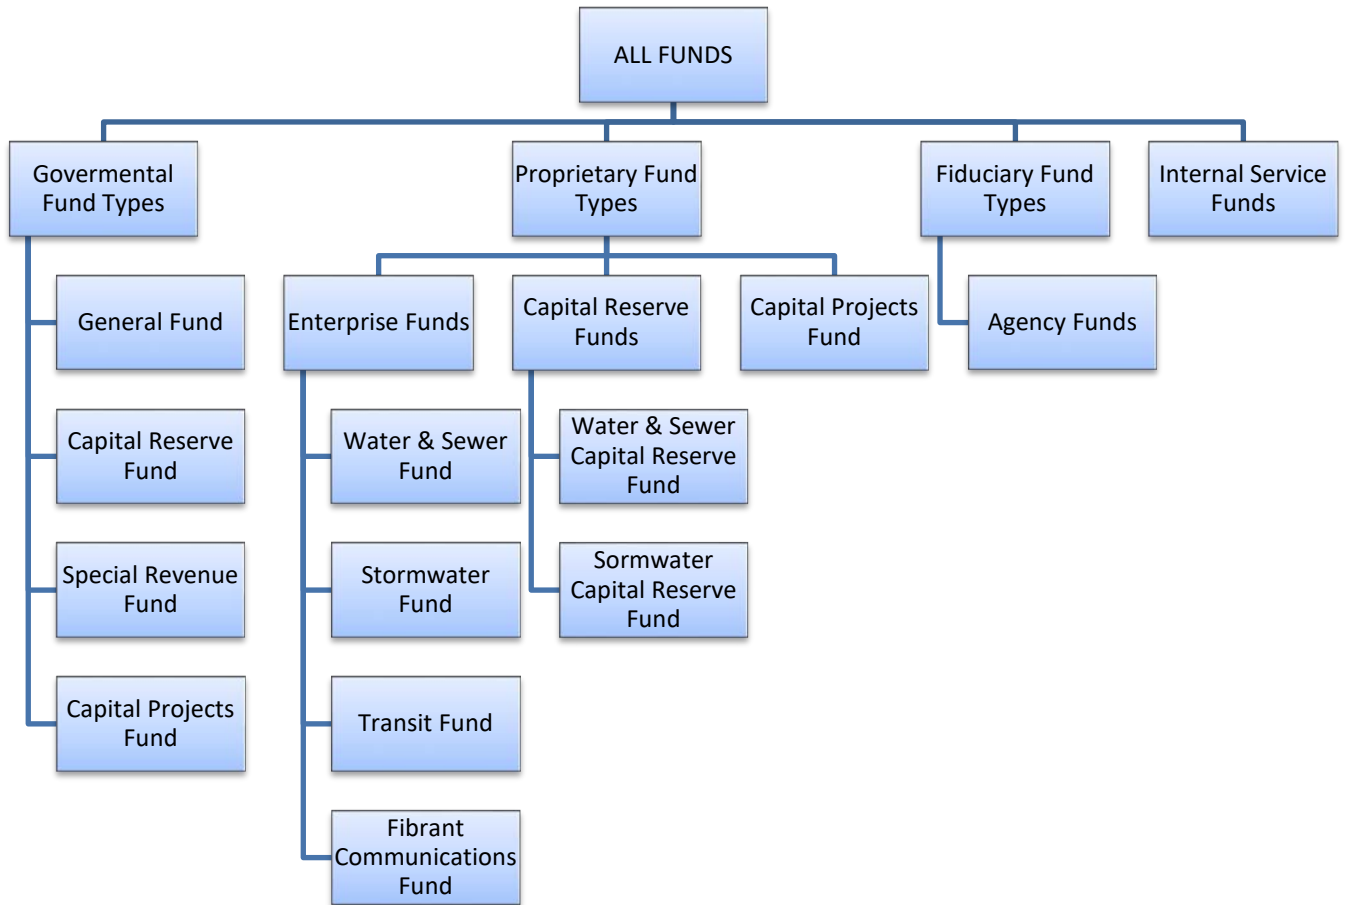 ALL FUNDS
Govermental
Fund Types
Proprietary Fund
Types
Fiduciary Fund
Types
Internal Service
Funds
General Fund
Enterprise Funds
Capital Reserve
Funds
Capital Projects
Fund
Agency Funds
Capital Reserve
Fund
Water & Sewer
Fund
Water & Sewer
Capital Reserve
Fund
Special Revenue
Fund
Stormwater
Fund
Sormwater
Capital Reserve
Fund
Capital Projects
Fund
Transit Fund
Fibrant
Communications
Fund